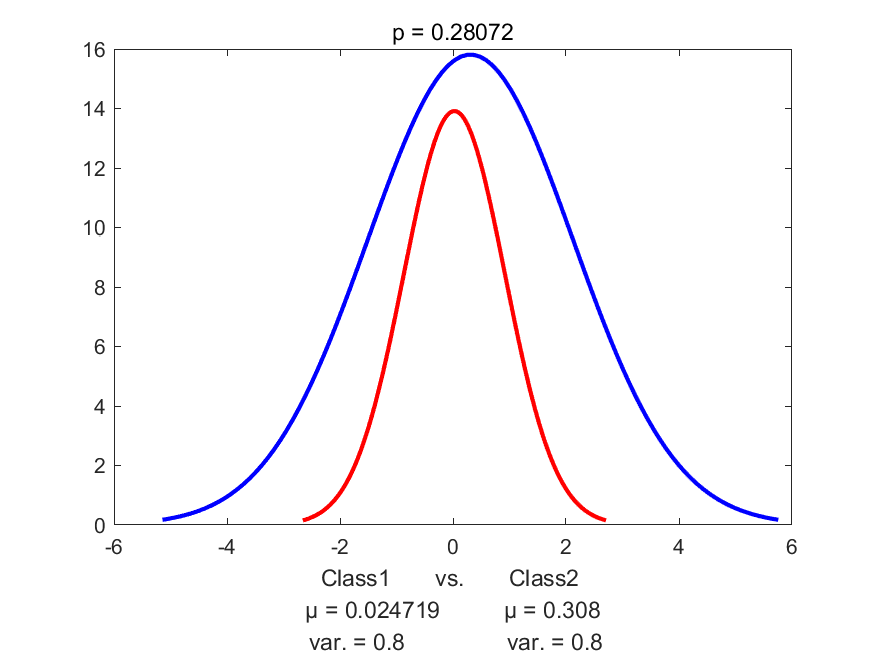 p = 0.28072
16
14
12
10
8
6
4
2
0
-6 -4 -2 0 2 4 6
Class1 vs. Class2
μ = 0.024719 μ = 0.308
var. = 0.8 var. = 0.8